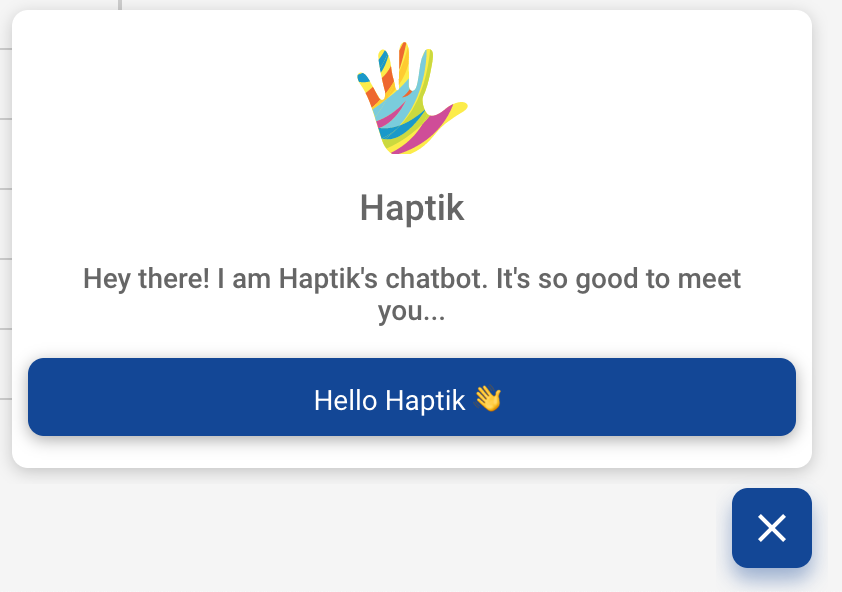 Haptik
Hey there! I am Haptik's chatbot. It's so good to meet
you...
Hello Haptik 👋